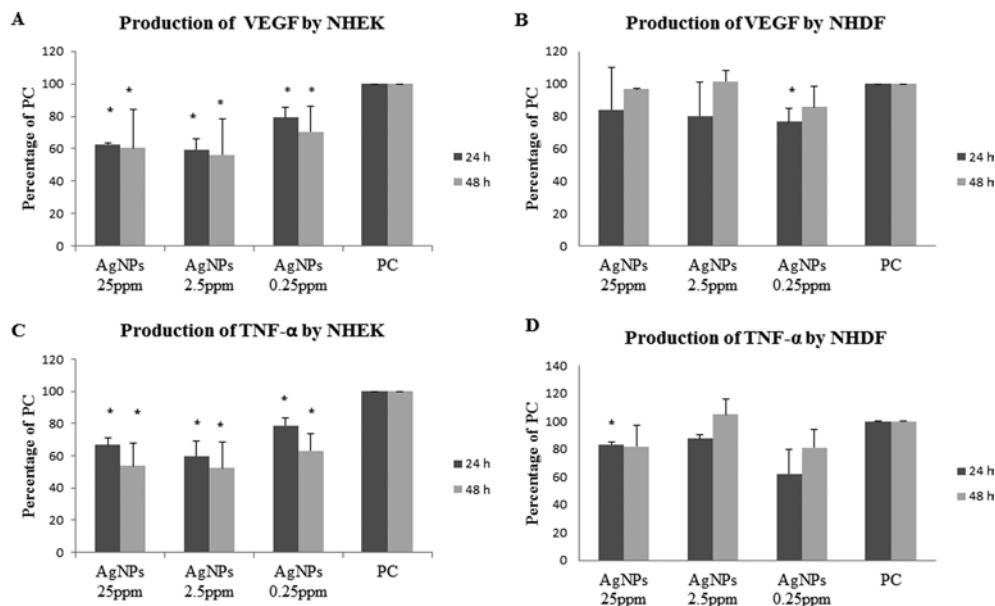 A
Production of VEGF by NHEK
Percentage of PC
120
100
80
60
40
20
0
* * * * * *
AgNPs 25ppm
AgNPs 2.5ppm
AgNPs 0.25ppm
PC
24 h
48 h
B
Production of VEGF by NHDF
Percentage of PC
120
100
80
60
40
20
0
*
AgNPs 25ppm
AgNPs 2.5ppm
AgNPs 0.25ppm
PC
24 h
48 h
C
Production of TNF-α by NHEK
Percentage of PC
120
100
80
60
40
20
0
* * * * * *
AgNPs 25ppm
AgNPs 2.5ppm
AgNPs 0.25ppm
PC
24 h
48 h
D
Production of TNF-α by NHDF
Percentage of PC
140
120
100
80
60
40
20
0
*
AgNPs 25ppm
AgNPs 2.5ppm
AgNPs 0.25ppm
PC
24 h
48 h